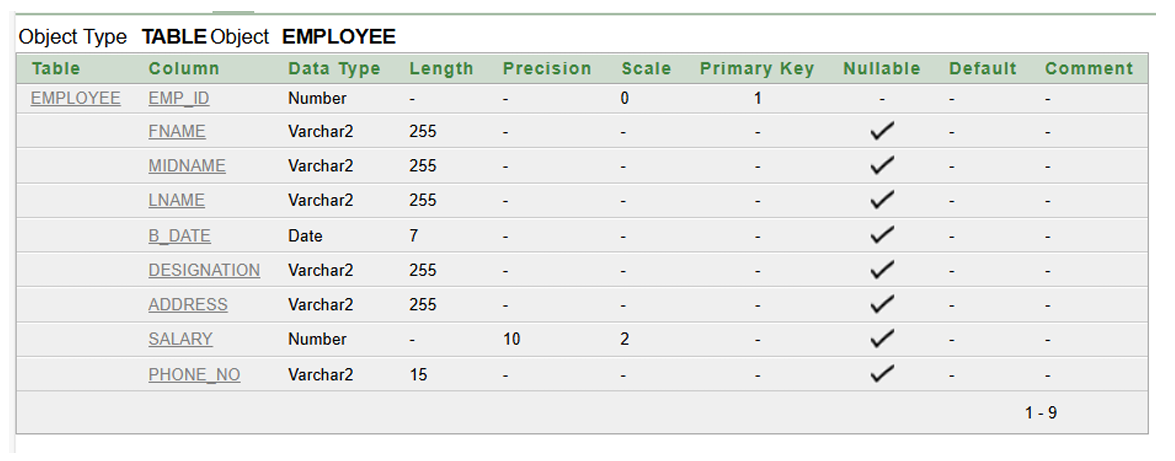 Object Type TABLE Object EMPLOYEE
Table Column Data Type Length Precision Scale Primary Key Nullable Default Comment
EMPLOYEE EMP_ID Number - - 0 1 - - -
FNAME Varchar2 255 - - - ✓ - -
MIDNAME Varchar2 255 - - - ✓ - -
LNAME Varchar2 255 - - - ✓ - -
B_DATE Date 7 - - - ✓ - -
DESIGNATION Varchar2 255 - - - ✓ - -
ADDRESS Varchar2 255 - - - ✓ - -
SALARY Number - 10 2 - ✓ - -
PHONE_NO Varchar2 15 - - - ✓ - -
1 - 9